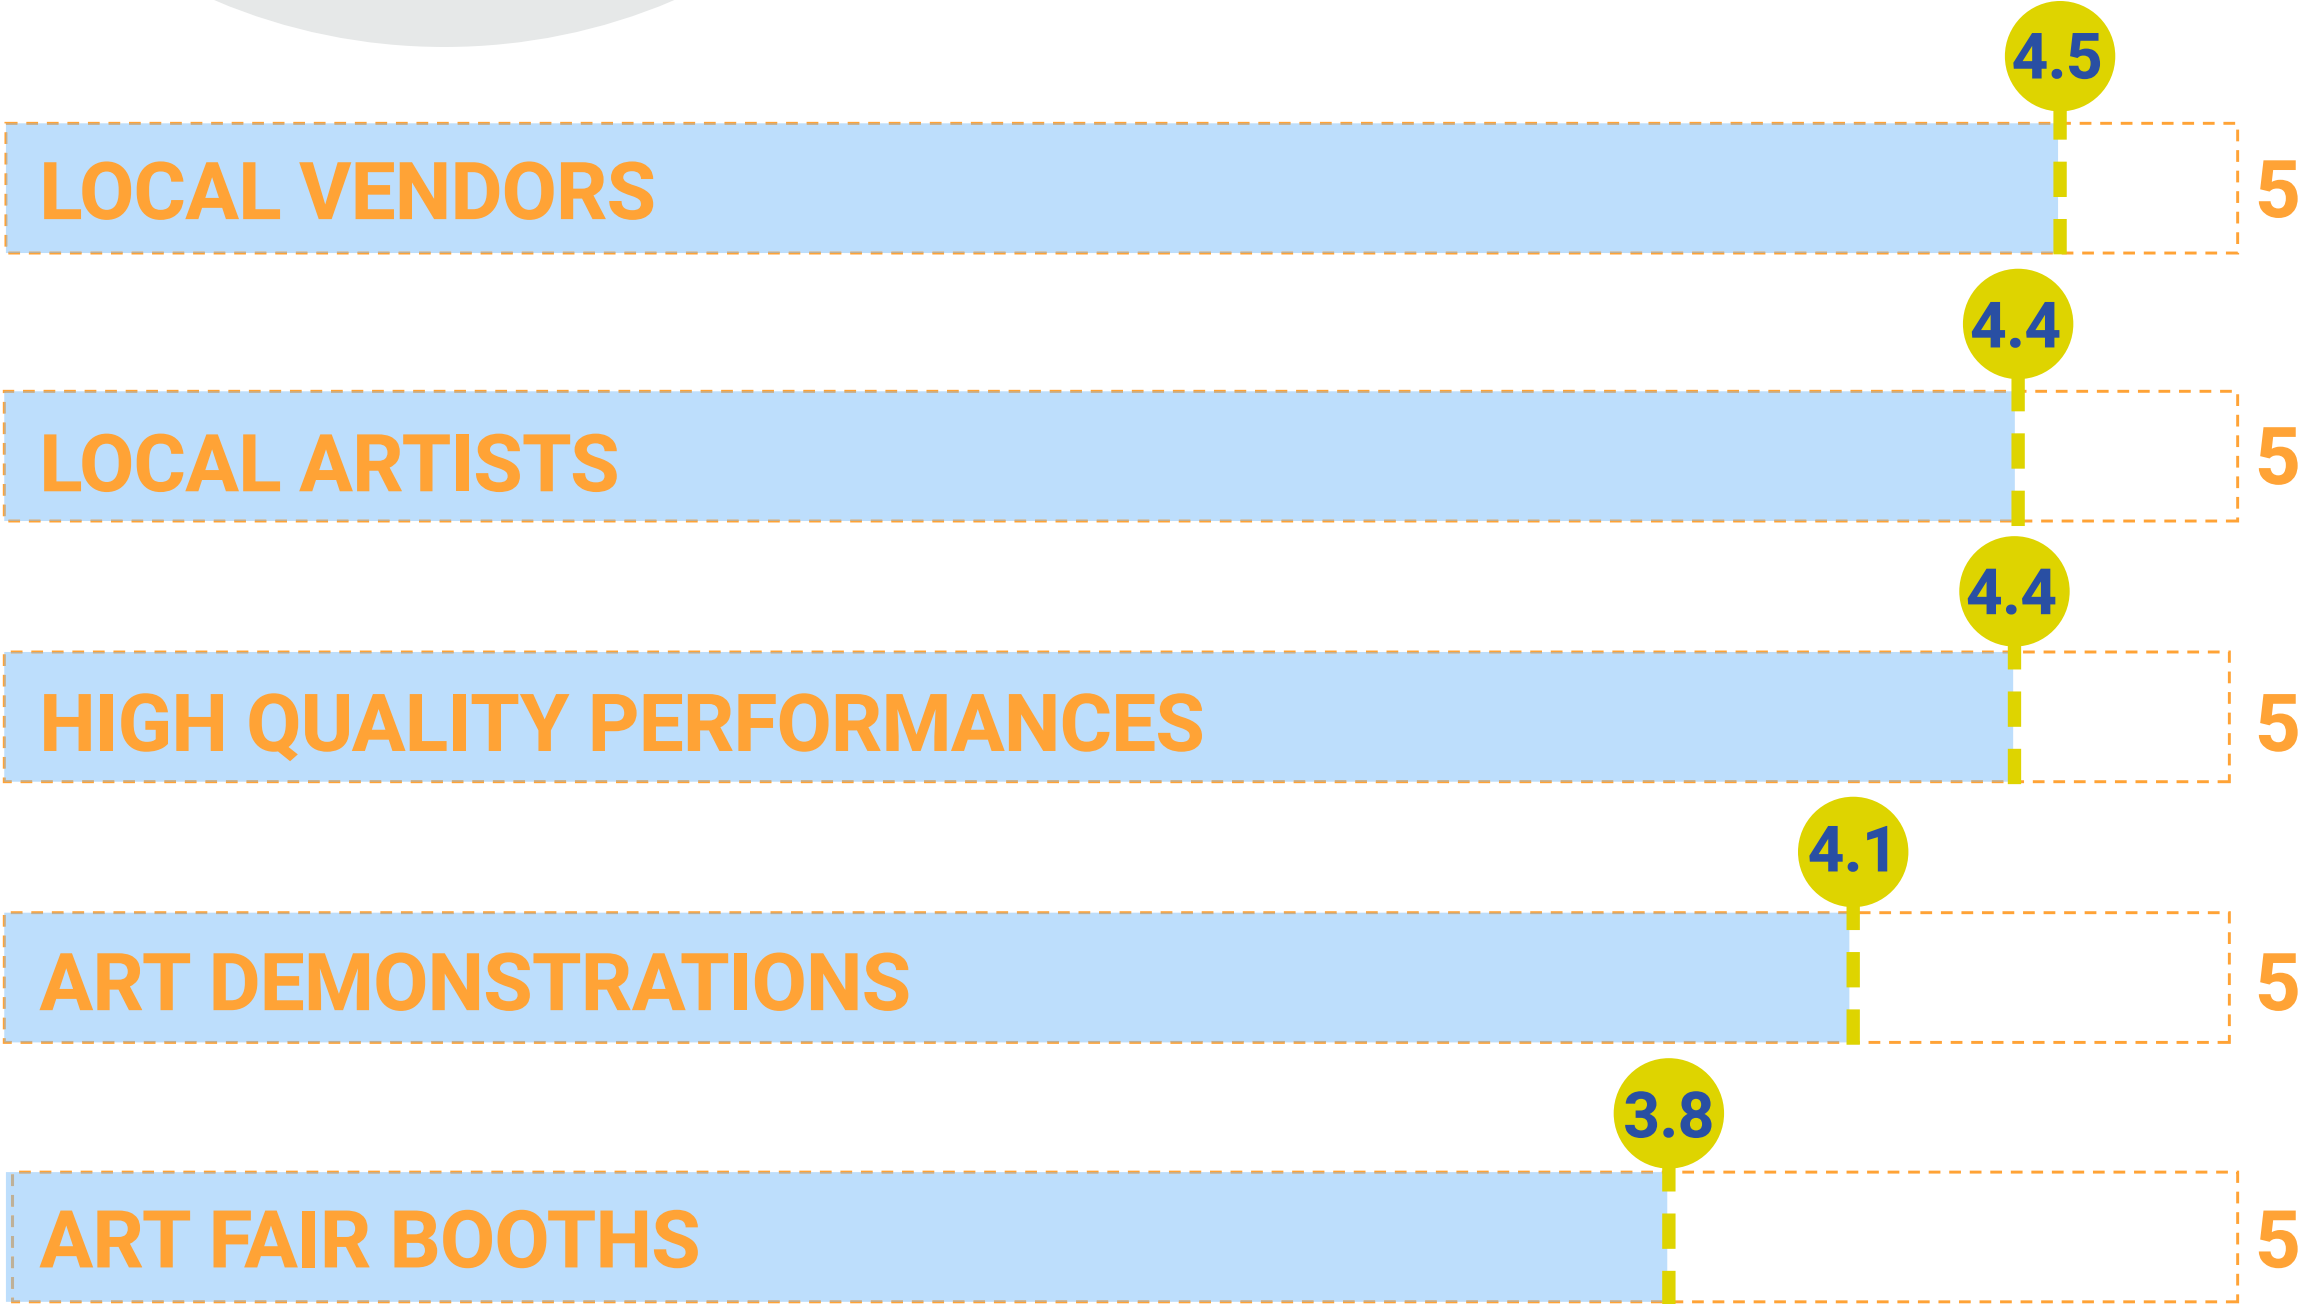 4.5
LOCAL VENDORS 5
4.4
LOCAL ARTISTS 5
4.4
HIGH QUALITY PERFORMANCES 5
4.1
ART DEMONSTRATIONS 5
3.8
ART FAIR BOOTHS 5